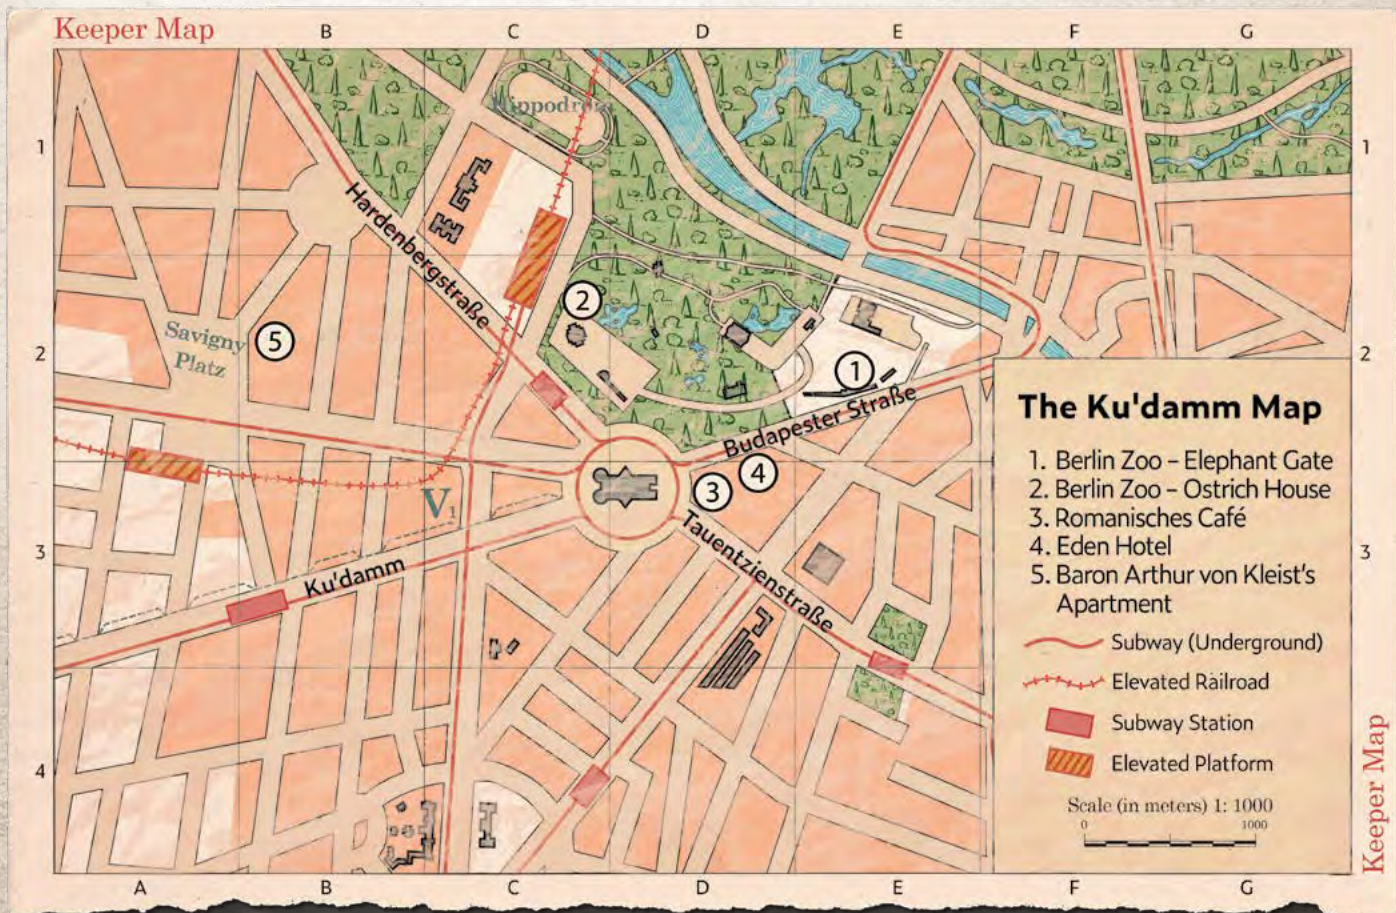 Keeper Map
B
C
D
E
F
G
1
1
Hippodrom
Hardenbergstraße
2
2
Savigny
Platz
5
2
1
Budapester Straße
4
3
V1
3
3
Tauentzienstraße
Ku'damm
4
The Ku'damm Map
1. Berlin Zoo – Elephant Gate
2. Berlin Zoo – Ostrich House
3. Romanisches Café
4. Eden Hotel
5. Baron Arthur von Kleist's
Apartment
Subway (Underground)
Elevated Railroad
Subway Station
Elevated Platform
Scale (in meters) 1: 1000
0
1000
Keeper Map
A
B
C
D
E
F
G